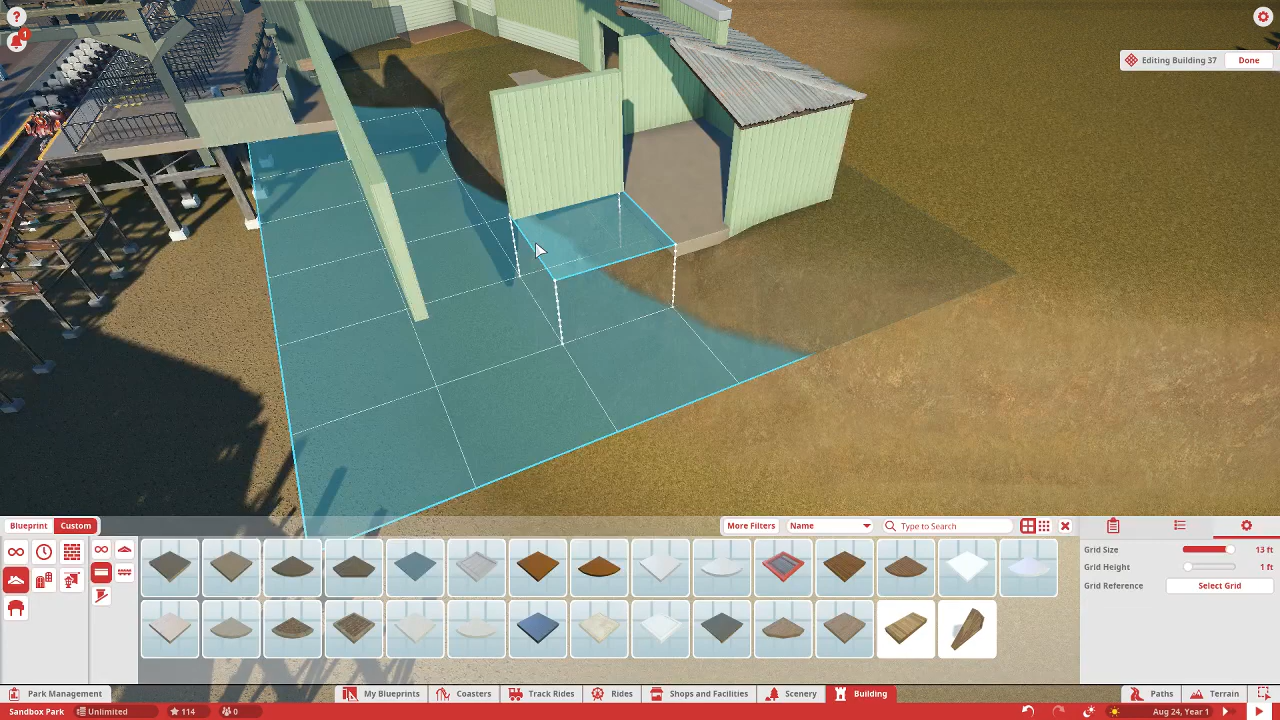 ?
1
Editing Building 37 Done
Blueprint Custom More Filters Name Type to Search
Grid Size 13 ft
Grid Height 1 ft
Grid Reference Select Grid
Park Management My Blueprints Coasters Track Rides Rides Shops and Facilities Scenery Building Paths Terrain
Sandbox Park Unlimited 114 0 Aug 24, Year 1